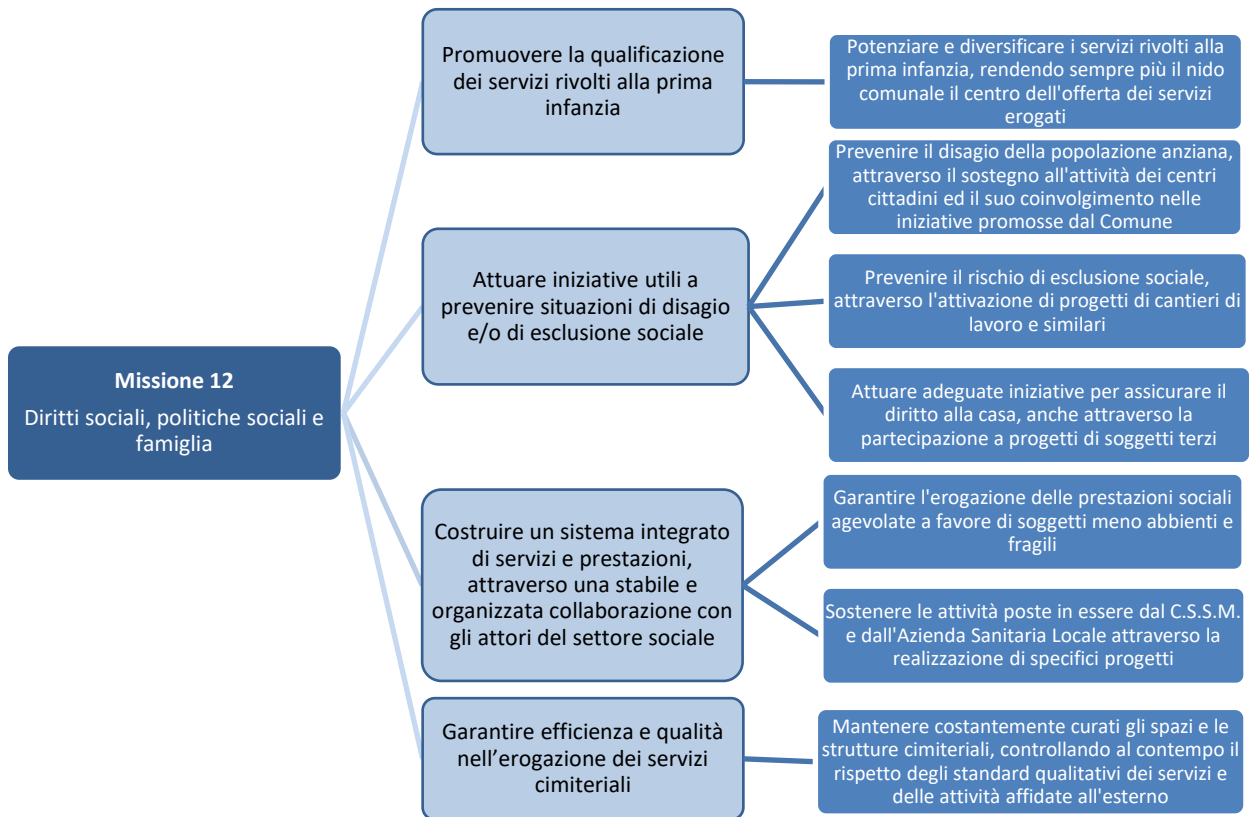 Missione 12
Diritti sociali, politiche sociali e
famiglia
Promuovere la qualificazione
dei servizi rivolti alla prima
infanzia
Potenziare e diversificare i servizi rivolti alla
prima infanzia, rendendo sempre più il nido
comunale il centro dell'offerta dei servizi
erogati
Attuare iniziative utili a
prevenire situazioni di disagio
e/o di esclusione sociale
Prevenire il disagio della popolazione anziana,
attraverso il sostegno all'attività dei centri
cittadini ed il suo coinvolgimento nelle
iniziative promosse dal Comune
Prevenire il rischio di esclusione sociale,
attraverso l'attivazione di progetti di cantieri di
lavoro e similari
Attuare adeguate iniziative per assicurare il
diritto alla casa, anche attraverso la
partecipazione a progetti di soggetti terzi
Costruire un sistema integrato
di servizi e prestazioni,
attraverso una stabile e
organizzata collaborazione con
gli attori del settore sociale
Garantire l'erogazione delle prestazioni sociali
agevolate a favore di soggetti meno abbienti e
fragili
Sostenere le attività poste in essere dal C.S.S.M.
e dall'Azienda Sanitaria Locale attraverso la
realizzazione di specifici progetti
Garantire efficienza e qualità
nell’erogazione dei servizi
cimiteriali
Mantenere costantemente curati gli spazi e le
strutture cimiteriali, controllando al contempo il
rispetto degli standard qualitativi dei servizi e
delle attività affidate all'esterno